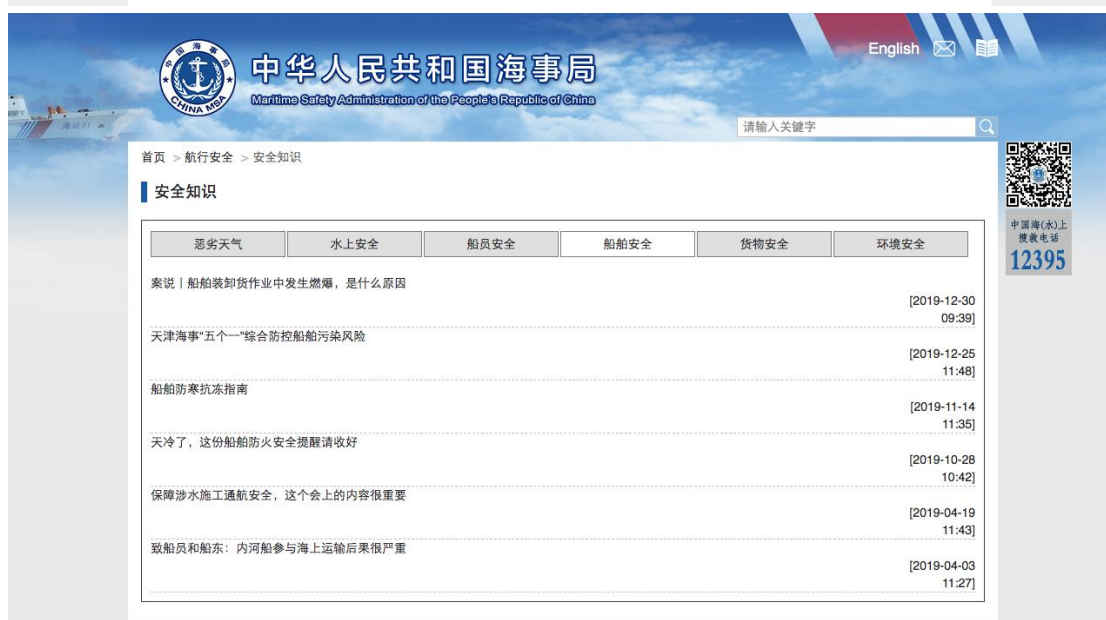 中国海事局
CHINA MSA
中华人民共和国海事局
Maritime Safety Administration of the People's Republic of China
English
请输入关键字
首页 > 航行安全 > 安全知识
安全知识
恶劣天气 水上安全 船员安全 船舶安全 货物安全 环境安全
案说丨船舶装卸货作业中发生燃爆，是什么原因
[2019-12-30
09:39]
天津海事"五个一"综合防控船舶污染风险
[2019-12-25
11:48]
船舶防寒抗冻指南
[2019-11-14
11:35]
天冷了，这份船舶防火安全提醒请收好
[2019-10-28
10:42]
保障涉水施工通航安全，这个会上的内容很重要
[2019-04-19
11:43]
致船员和船东：内河船参与海上运输后果很严重
[2019-04-03
11:27]
中国海(水)上
搜救电话
12395